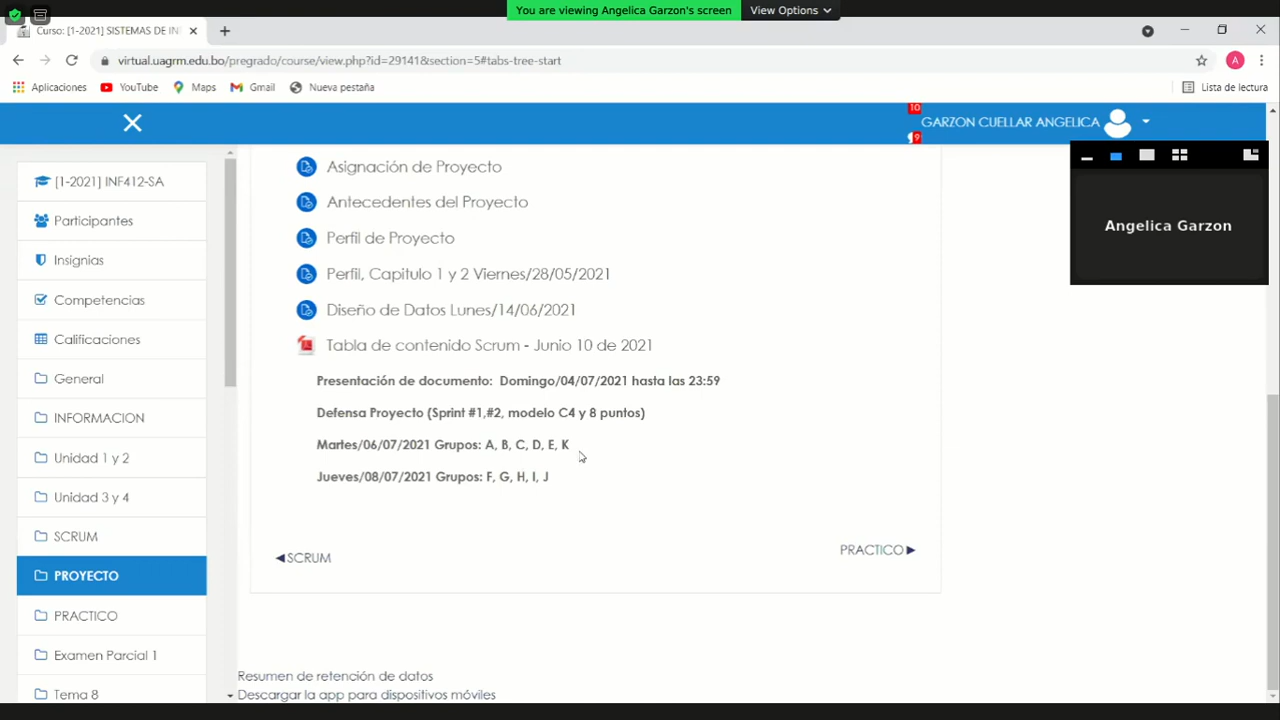 You are viewing Angelica Garzon's screen
View Options
Curso: [1-2021] SISTEMAS DE IN
virtual.uagrm.edu.bo/pregrado/course/view.php?id=29141&section=5#tabs-tree-start
A
Aplicaciones
YouTube
Maps
Gmail
Nueva pestaña
Lista de lectura
10
9
GARZON CUELLAR ANGELICA
Angelica Garzon
[1-2021] INF412-SA
Participantes
Insignias
Competencias
Calificaciones
General
INFORMACION
Unidad 1 y 2
Unidad 3 y 4
SCRUM
PROYECTO
PRACTICO
Examen Parcial 1
Tema 8
Asignación de Proyecto
Antecedentes del Proyecto
Perfil de Proyecto
Perfil, Capitulo 1 y 2 Viernes/28/05/2021
Diseño de Datos Lunes/14/06/2021
Tabla de contenido Scrum - Junio 10 de 2021
Presentación de documento: Domingo/04/07/2021 hasta las 23:59
Defensa Proyecto (Sprint #1,#2, modelo C4 y 8 puntos)
Martes/06/07/2021 Grupos: A, B, C, D, E, K
Jueves/08/07/2021 Grupos: F, G, H, I, J
◀SCRUM
PRACTICO▶
Resumen de retención de datos
Descargar la app para dispositivos móviles